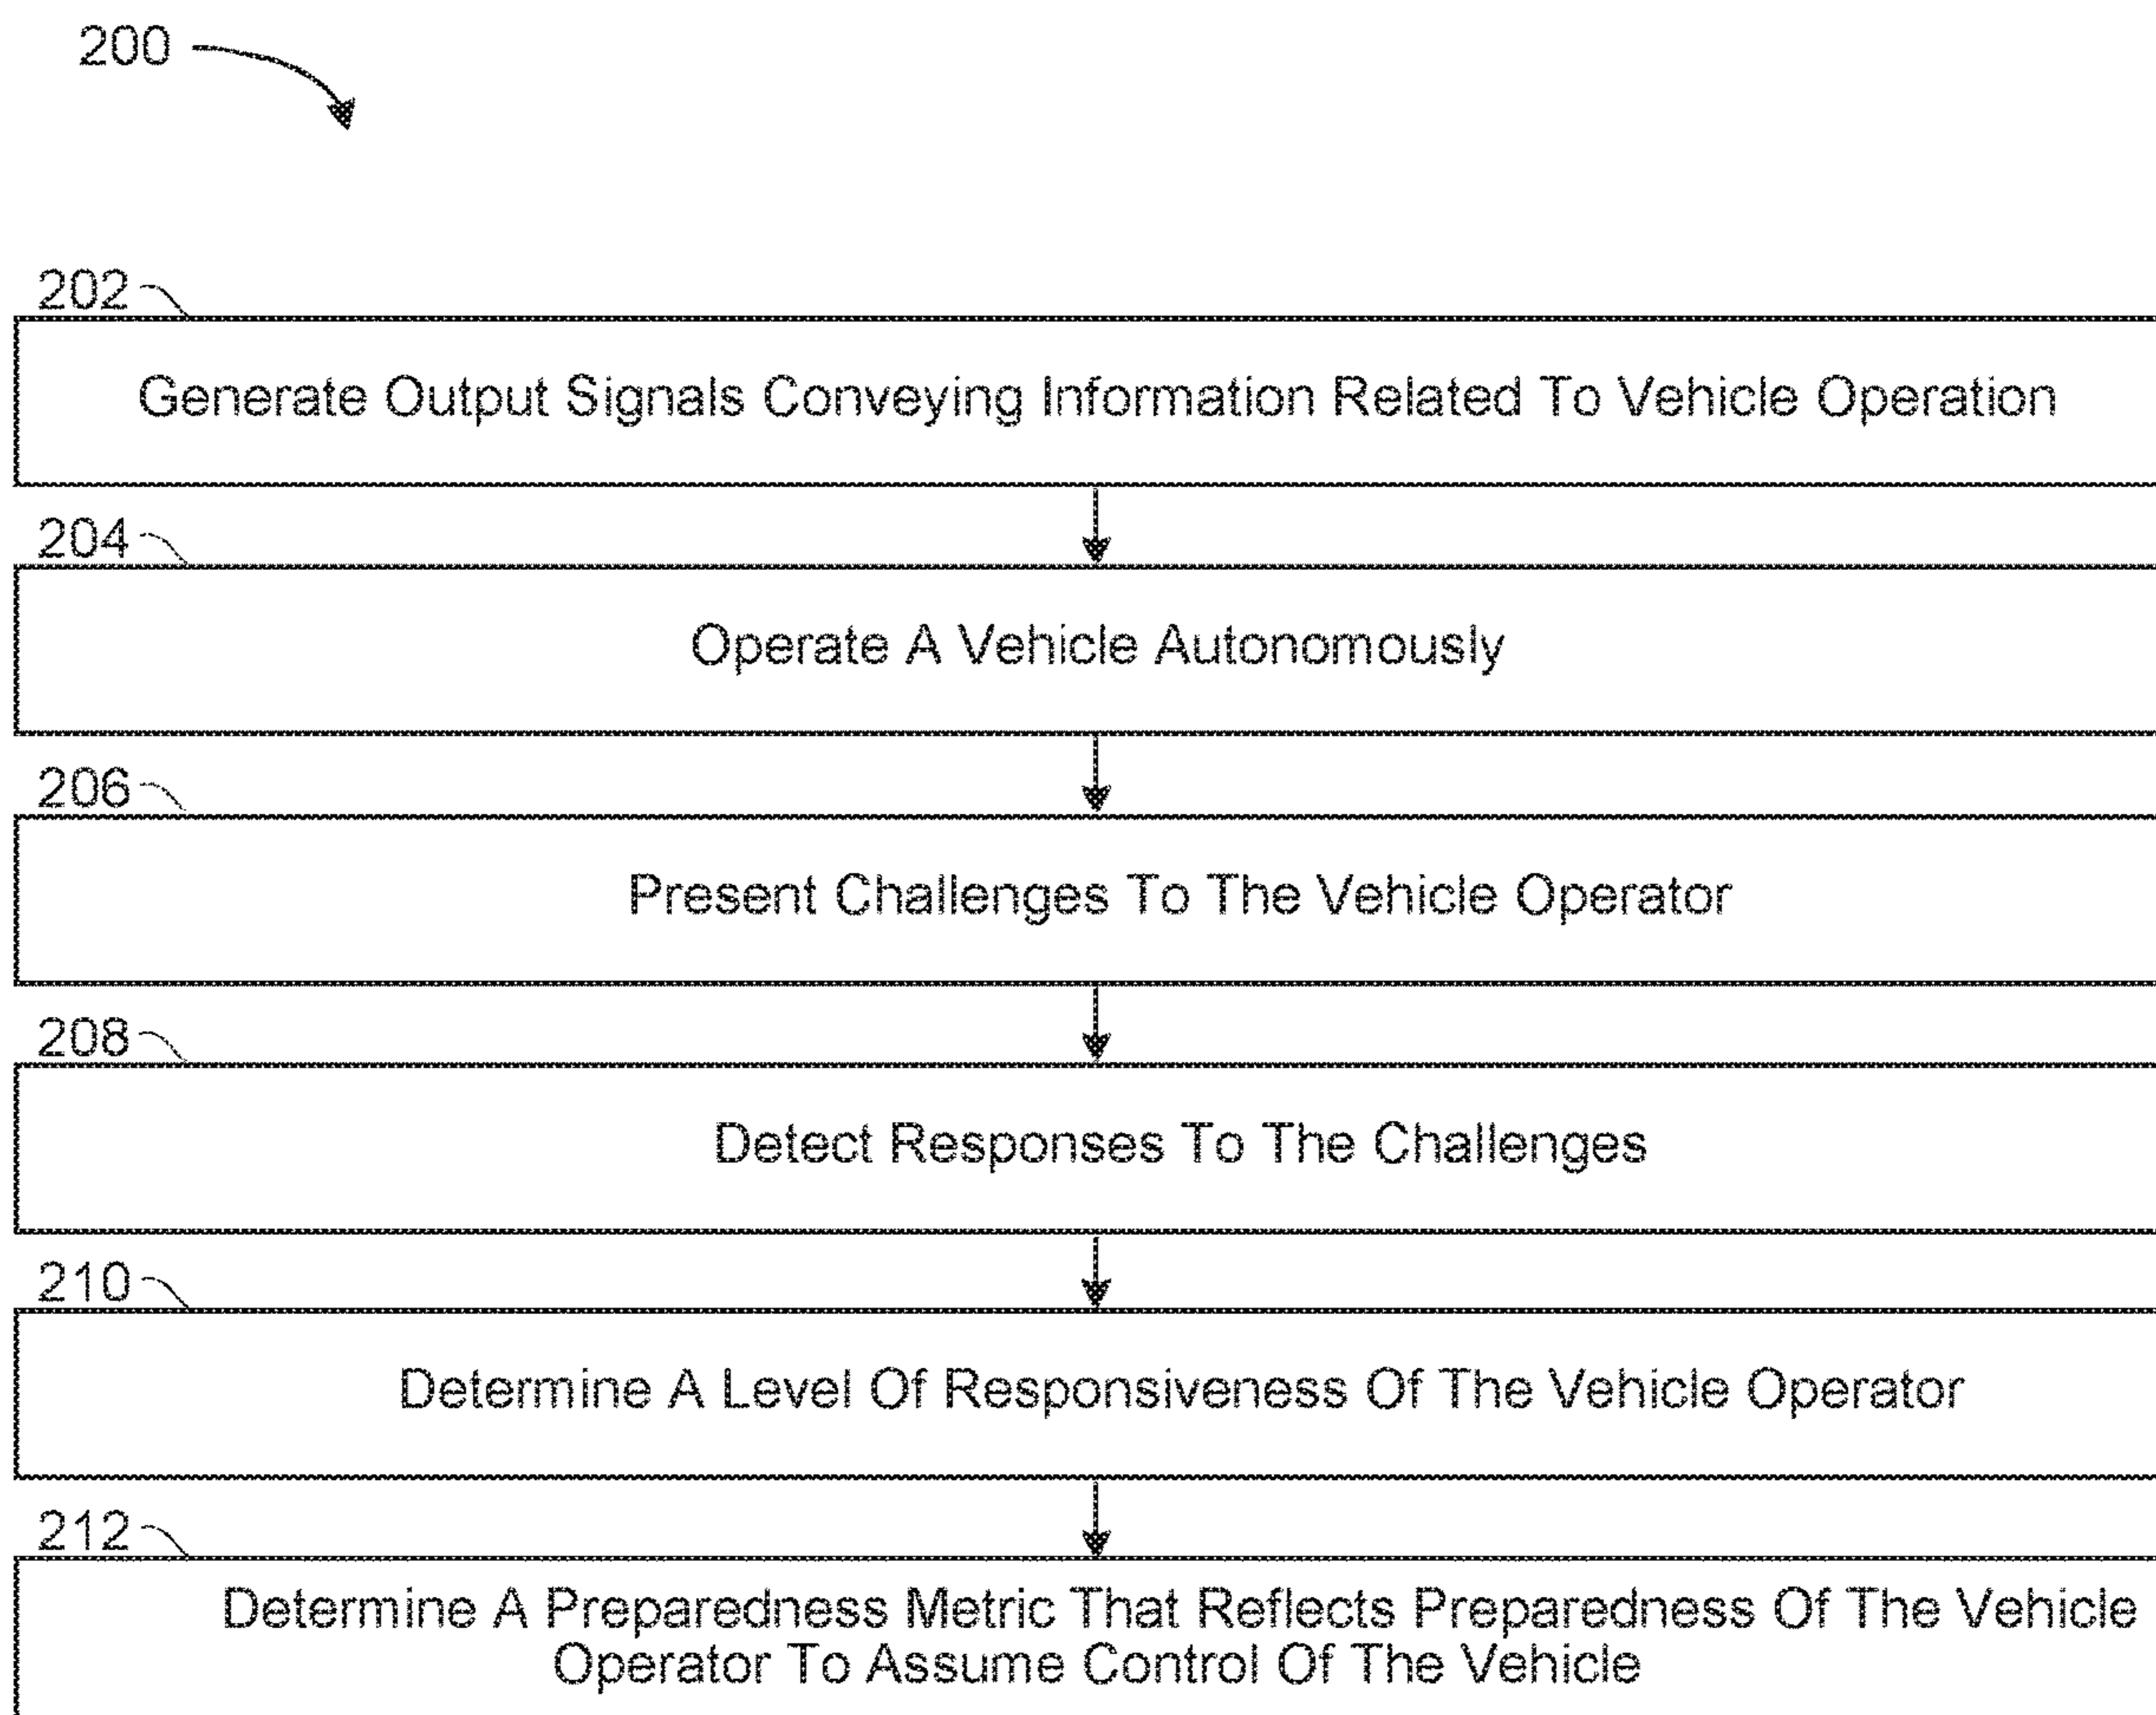 200
202
Generate Output Signals Conveying Information Related To Vehicle Operation
204
Operate A Vehicle Autonomously
206
Present Challenges To The Vehicle Operator
208
Detect Responses To The Challenges
210
Determine A Level Of Responsiveness Of The Vehicle Operator
212
Determine A Preparedness Metric That Reflects Preparedness Of The Vehicle
Operator To Assume Control Of The Vehicle